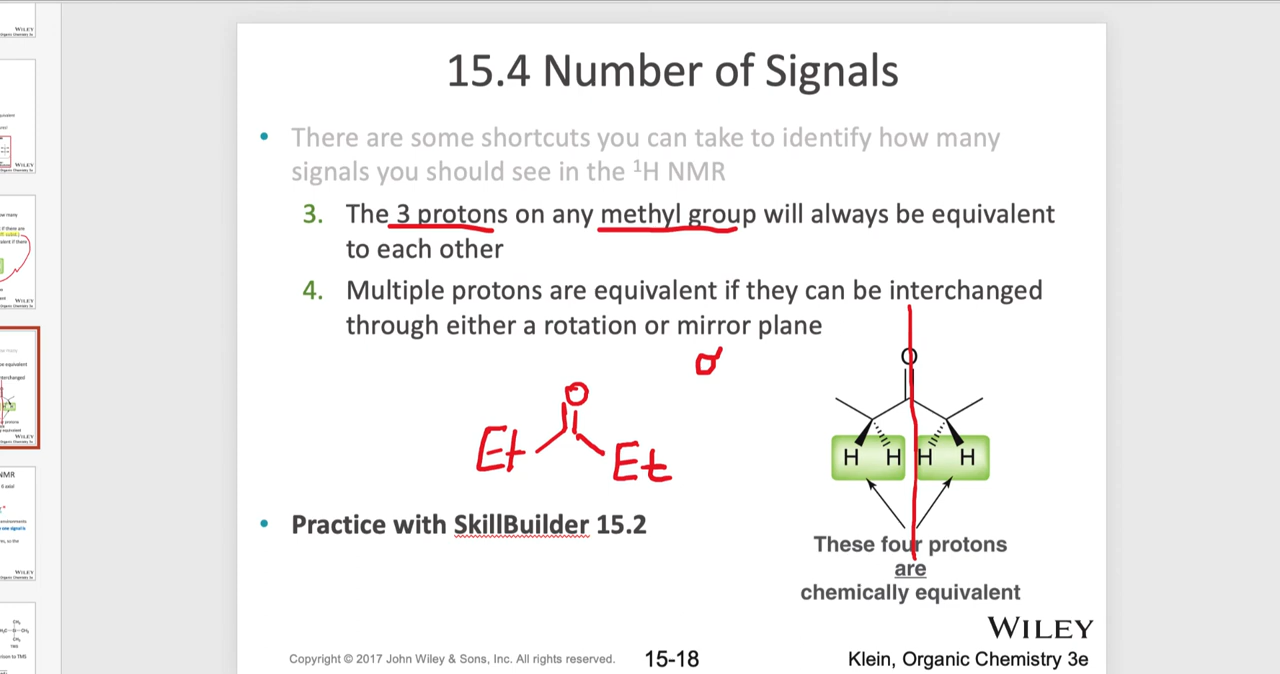 15.4 Number of Signals
• There are some shortcuts you can take to identify how many
signals you should see in the ¹H NMR
3. The 3 protons on any methyl group will always be equivalent
to each other
4. Multiple protons are equivalent if they can be interchanged
through either a rotation or mirror plane
σ
O
O
Et
Et
H H H H
• Practice with SkillBuilder 15.2
These four protons
are
chemically equivalent
WILEY
Copyright © 2017 John Wiley & Sons, Inc. All rights reserved.
15-18
Klein, Organic Chemistry 3e